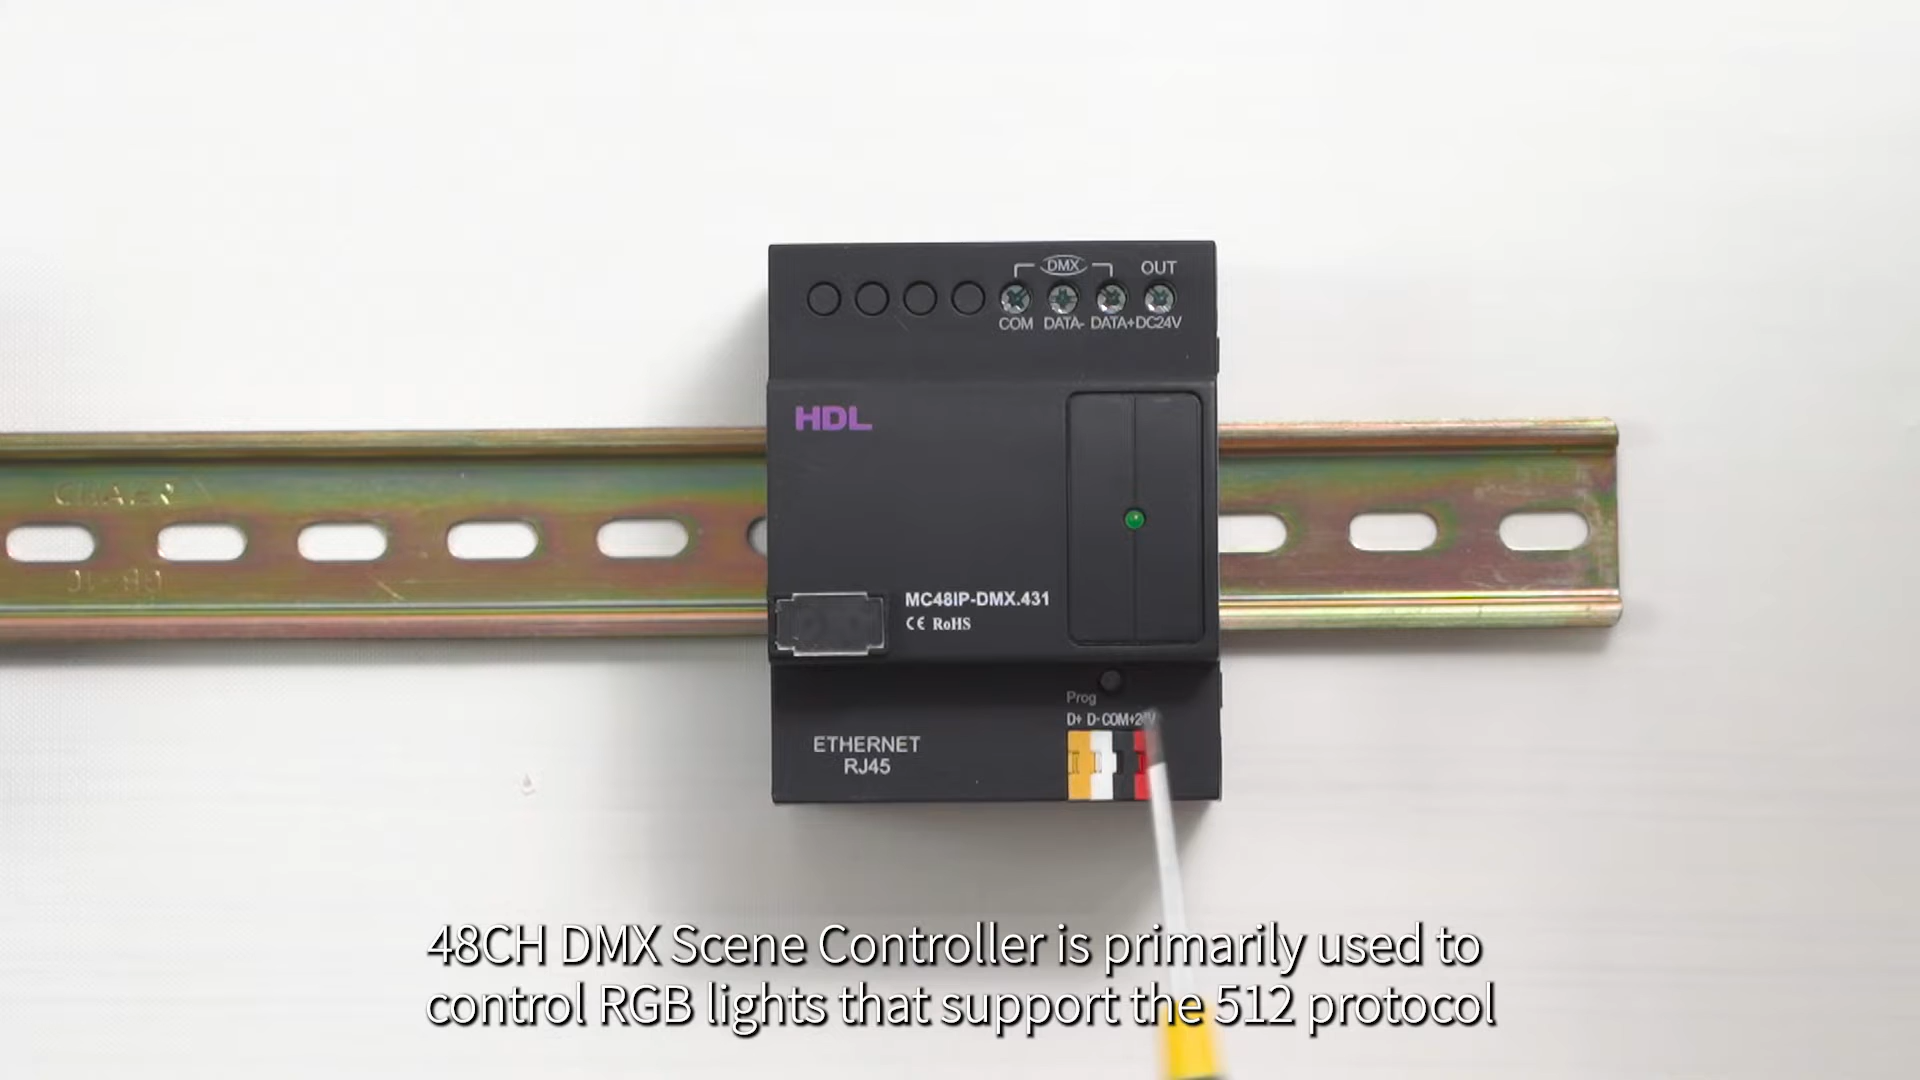 DMX
OUT
COM DATA- DATA+DC24V
HDL
MC48IP-DMX.431
CE RoHS
Prog
D+ D-COM+24V
ETHERNET
RJ45
48CH DMX Scene Controller is primarily used to
control RGB lights that support the 512 protocol